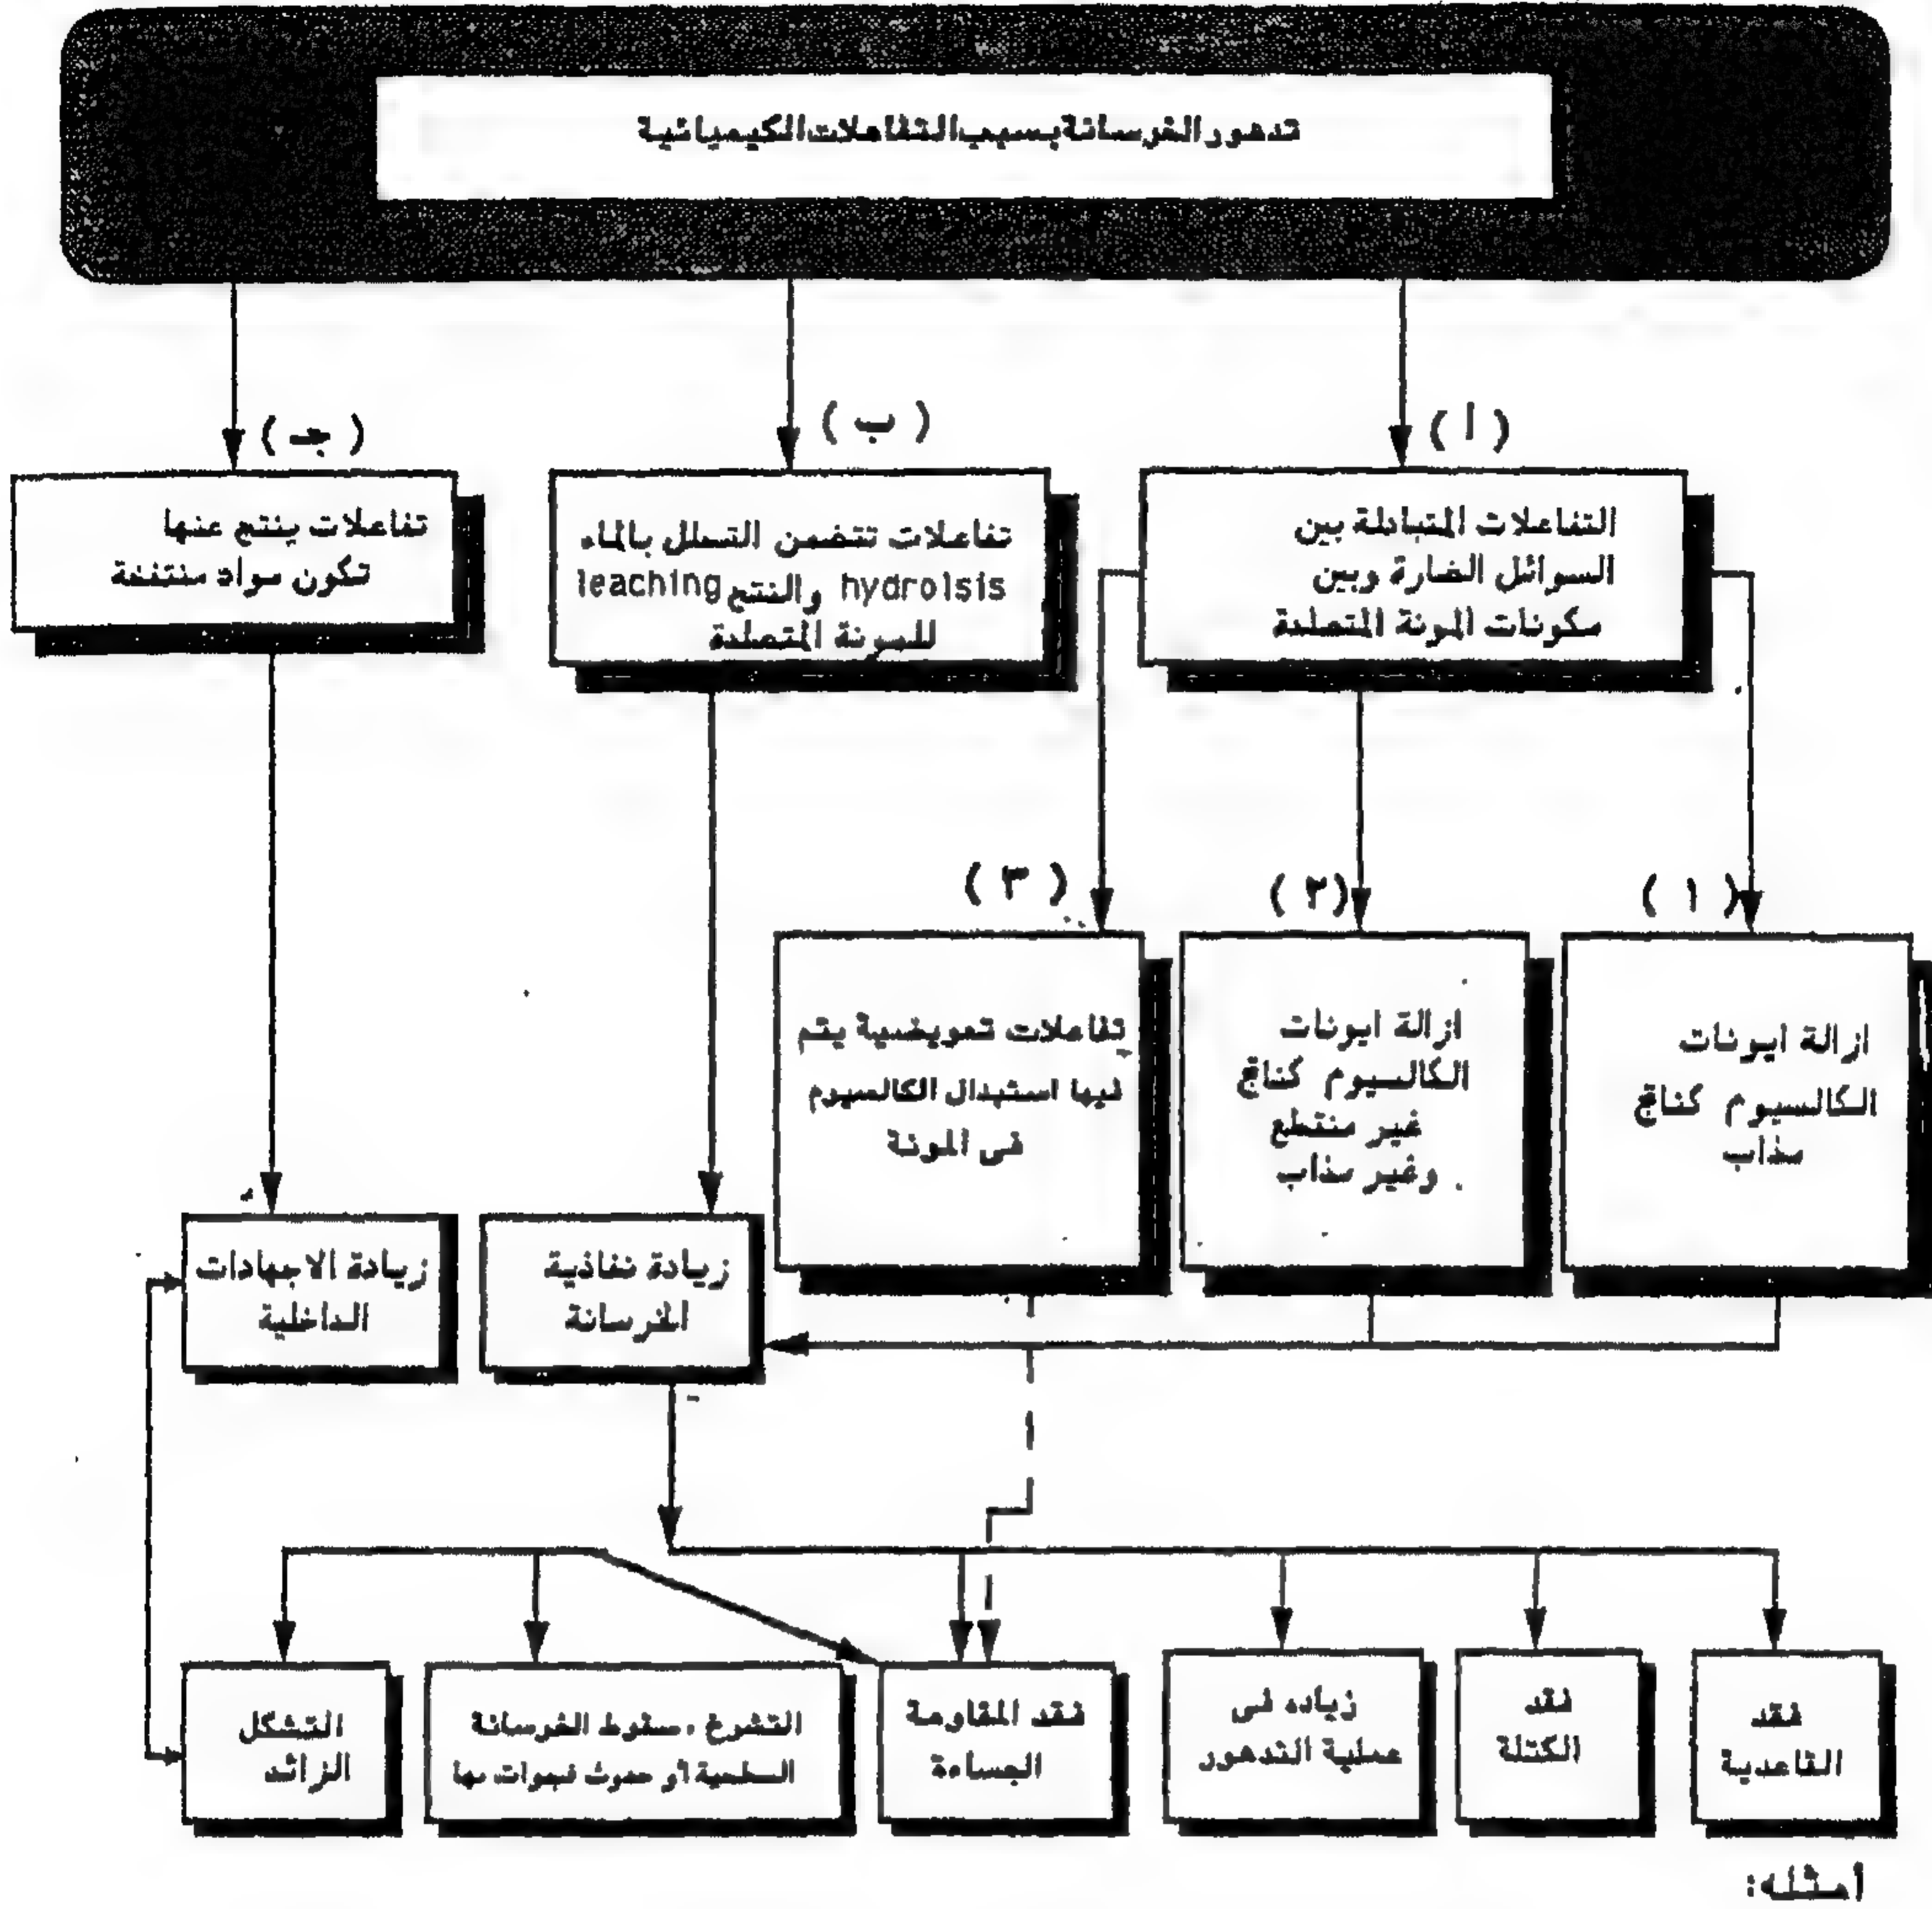 تدهور الخرسانة بسبب التفاعلات الكيميائية
( أ )
( ب )
( جـ )
التفاعلات المتبادلة بين
السوائل الضارة وبين
مكونات المونة المتصلدة
تفاعلات تتضمن التحلل بالماء
hydrolsis والنتح leaching
للمونة المتصلدة
تفاعلات ينتج عنها
تكون مواد منتفخة
( ١ )
( ٢ )
( ٣ )
ازالة ايونات
الكالسيوم كناتج
مذاب
ازالة ايونات
الكالسيوم كناتج
غير منتفخ
وغير مذاب
تفاعلات تعويضية يتم
فيها استبدال الكالسيوم
فى المونة
زيادة نفاذية
الخرسانة
زيادة الاجهادات
الداخلية
فقد
القاعدية
فقد
الكتلة
زياده فى
عملية التدهور
فقد المقاومة
الجساءة
التشرخ ، سقوط الخرسانة
السطحية أو حدوث فجوات بها
التشكل
الزائد
أمثله: